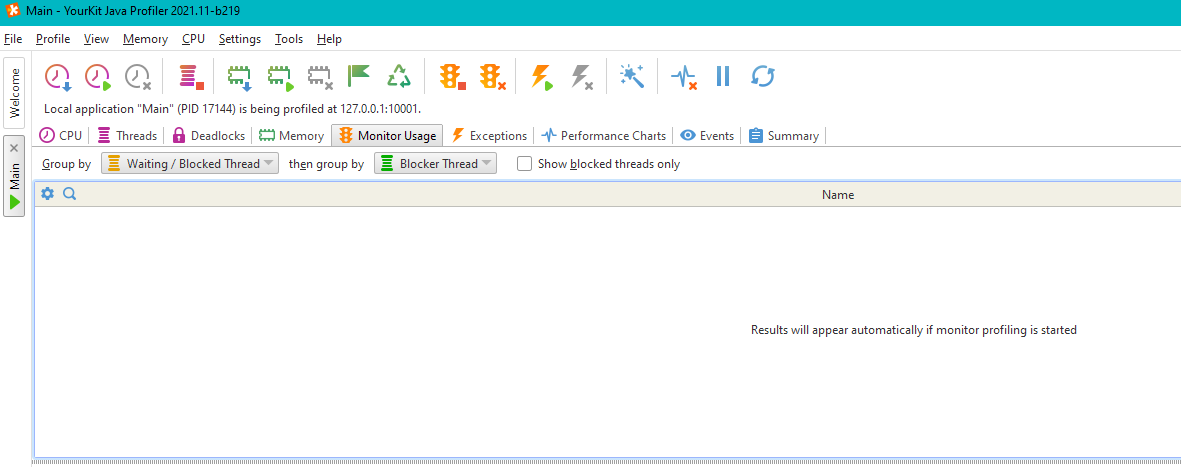 Main - YourKit Java Profiler 2021.11-b219
File Profile View Memory CPU Settings Tools Help
Welcome
Local application "Main" (PID 17144) is being profiled at 127.0.0.1:10001.
CPU Threads Deadlocks Memory Monitor Usage Exceptions Performance Charts Events Summary
Main
Group by Waiting / Blocked Thread then group by Blocker Thread Show blocked threads only
Name
Results will appear automatically if monitor profiling is started